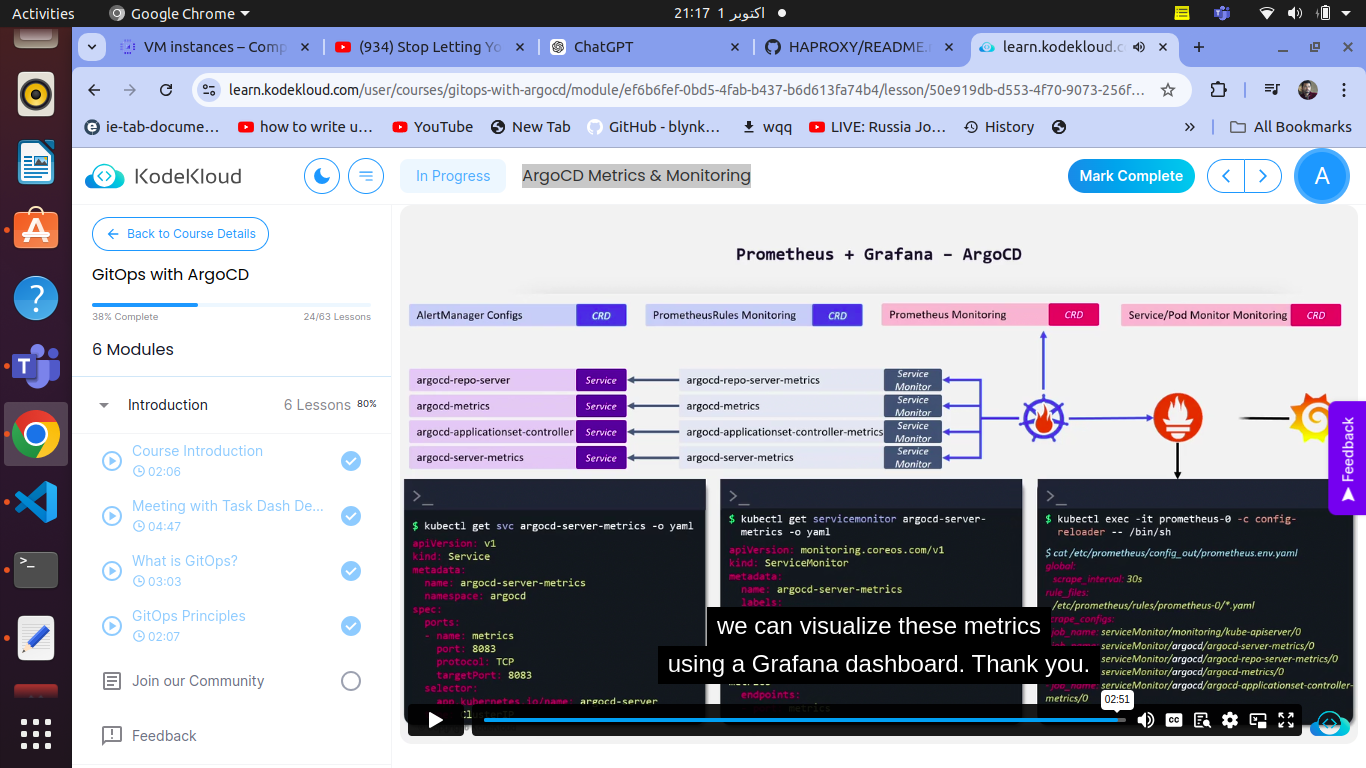 Activities
Google Chrome
21:17 1 اکتوبر
VM instances – Comp
(934) Stop Letting Yo
ChatGPT
HAPROXY/README.
learn.kodekloud.c
learn.kodekloud.com/user/courses/gitops-with-argocd/module/ef6b6fef-0bd5-4fab-b437-b6d613fa74b4/lesson/50e919db-d553-4f70-9073-256f…
ie-tab-docume…
how to write u…
YouTube
New Tab
GitHub - blynk…
wqq
LIVE: Russia Jo…
History
»
All Bookmarks
KodeKloud
In Progress
ArgoCD Metrics & Monitoring
Mark Complete
A
Back to Course Details
GitOps with ArgoCD
38% Complete
24/63 Lessons
6 Modules
Introduction
6 Lessons
80%
Course Introduction
02:06
Meeting with Task Dash De...
04:47
What is GitOps?
03:03
GitOps Principles
02:07
Join our Community
Feedback
Prometheus + Grafana – ArgoCD
AlertManager Configs
CRD
PrometheusRules Monitoring
CRD
Prometheus Monitoring
CRD
Service/Pod Monitor Monitoring
CRD
argocd-repo-server
Service
argocd-repo-server-metrics
Service Monitor
argocd-metrics
Service
argocd-metrics
Service Monitor
argocd-applicationset-controller
Service
argocd-applicationset-controller-metrics
Service Monitor
argocd-server-metrics
Service
argocd-server-metrics
Service Monitor
Feedback
>_
$ kubectl get svc argocd-server-metrics -o yaml
apiVersion: v1
kind: Service
metadata:
name: argocd-server-metrics
namespace: argocd
spec:
ports:
- name: metrics
port: 8083
protocol: TCP
targetPort: 8083
selector:
app.kubernetes.io/name: argocd-server
ClusterIP
>_
$ kubectl get servicemonitor argocd-server-
metrics -o yaml
apiVersion: monitoring.coreos.com/v1
kind: ServiceMonitor
metadata:
name: argocd-server-metrics
labels:
endpoints:
metrics
>_
$ kubectl exec -it prometheus-0 -c config-
reloader -- /bin/sh
$ cat /etc/prometheus/config_out/prometheus.env.yaml
global:
scrape_interval: 30s
rule_files:
/etc/prometheus/rules/prometheus-0/*.yaml
scrape_configs:
job_name: serviceMonitor/monitoring/kube-apiserver/0
serviceMonitor/argocd/argocd-server-metrics/0
serviceMonitor/argocd/argocd-repo-server-metrics/0
serviceMonitor/argocd/argocd-metrics/0
- job_name: serviceMonitor/argocd/argocd-applicationset-controller-
metrics/0
we can visualize these metrics
using a Grafana dashboard. Thank you.
02:51
CC